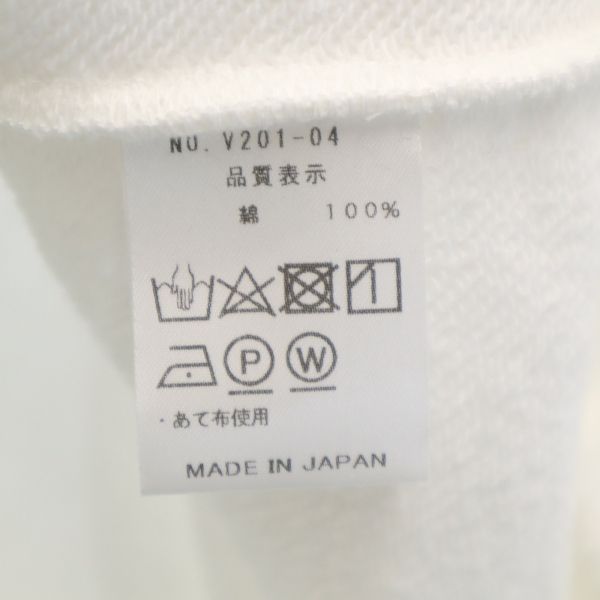 NO. V201-04
品質表示
綿 100%
P W
・あて布使用
MADE IN JAPAN